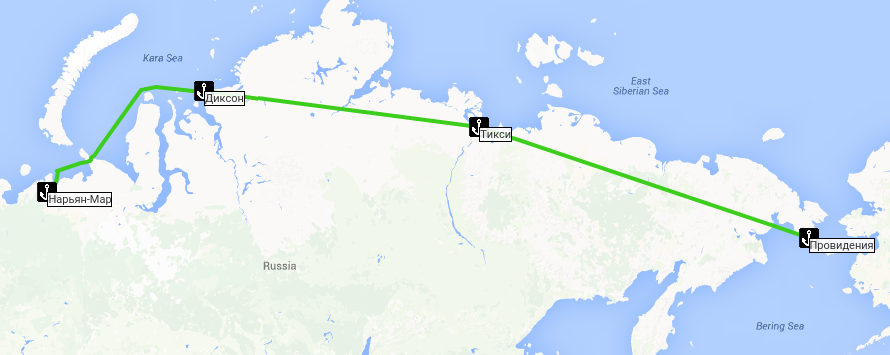 Kara Sea
East
Siberian Sea
Диксон
Тикси
Нарьян-Мар
Провидения
Russia
Bering Sea